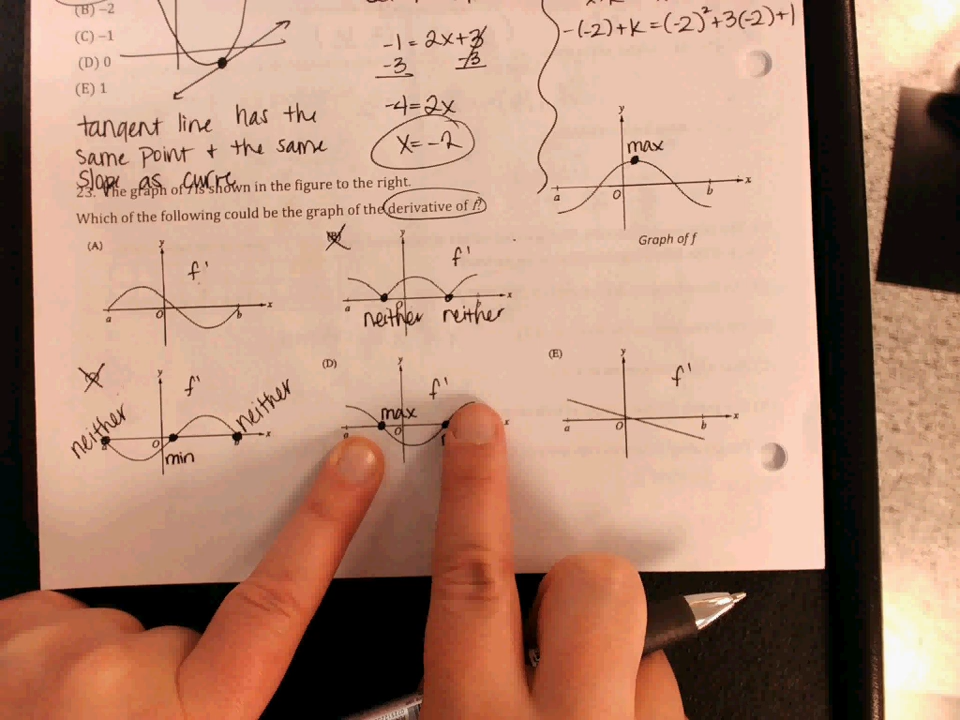 (B) –2
(C) –1
(D) 0
(E) 1
tangent line has the
same point + the same
slope as curve
-1 = 2x+3
-3 -3
-4=2x
x=-2
-(-2)+k=(-2)²+3(-2)+1
y
max
a O b x
Graph of f
23. The graph of f is shown in the figure to the right.
Which of the following could be the graph of the derivative of f?
(A)
y
f'
a O b x
y
f'
a O x
neither neither
y
f'
neither neither
O x
min
(D)
y
f'
max
a O x
(E)
y
f'
a O b x